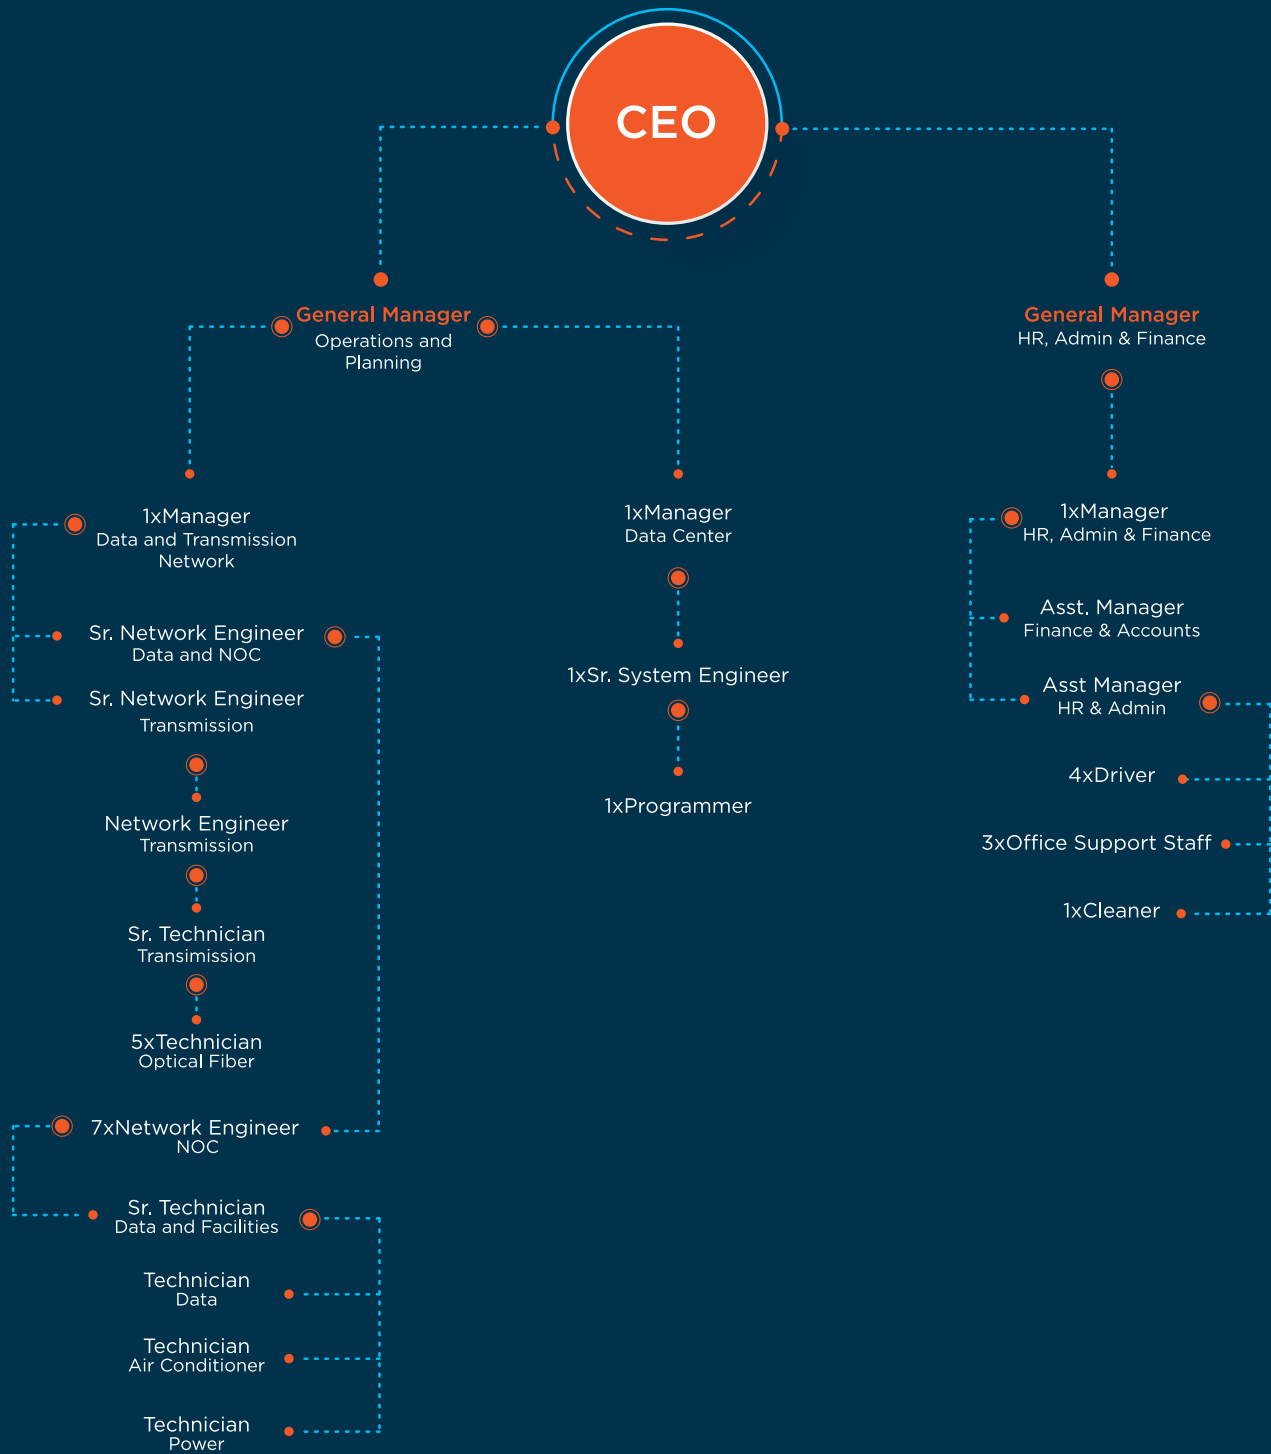 CEO
General Manager
Operations and
Planning
General Manager
HR, Admin & Finance
1xManager
Data and Transmission
Network
1xManager
Data Center
1xManager
HR, Admin & Finance
Sr. Network Engineer
Data and NOC
Sr. Network Engineer
Transmission
Network Engineer
Transmission
Sr. Technician
Transimission
5xTechnician
Optical Fiber
7xNetwork Engineer
NOC
Sr. Technician
Data and Facilities
Technician
Data
Technician
Air Conditioner
Technician
Power
1xSr. System Engineer
1xProgrammer
Asst. Manager
Finance & Accounts
Asst Manager
HR & Admin
4xDriver
3xOffice Support Staff
1xCleaner